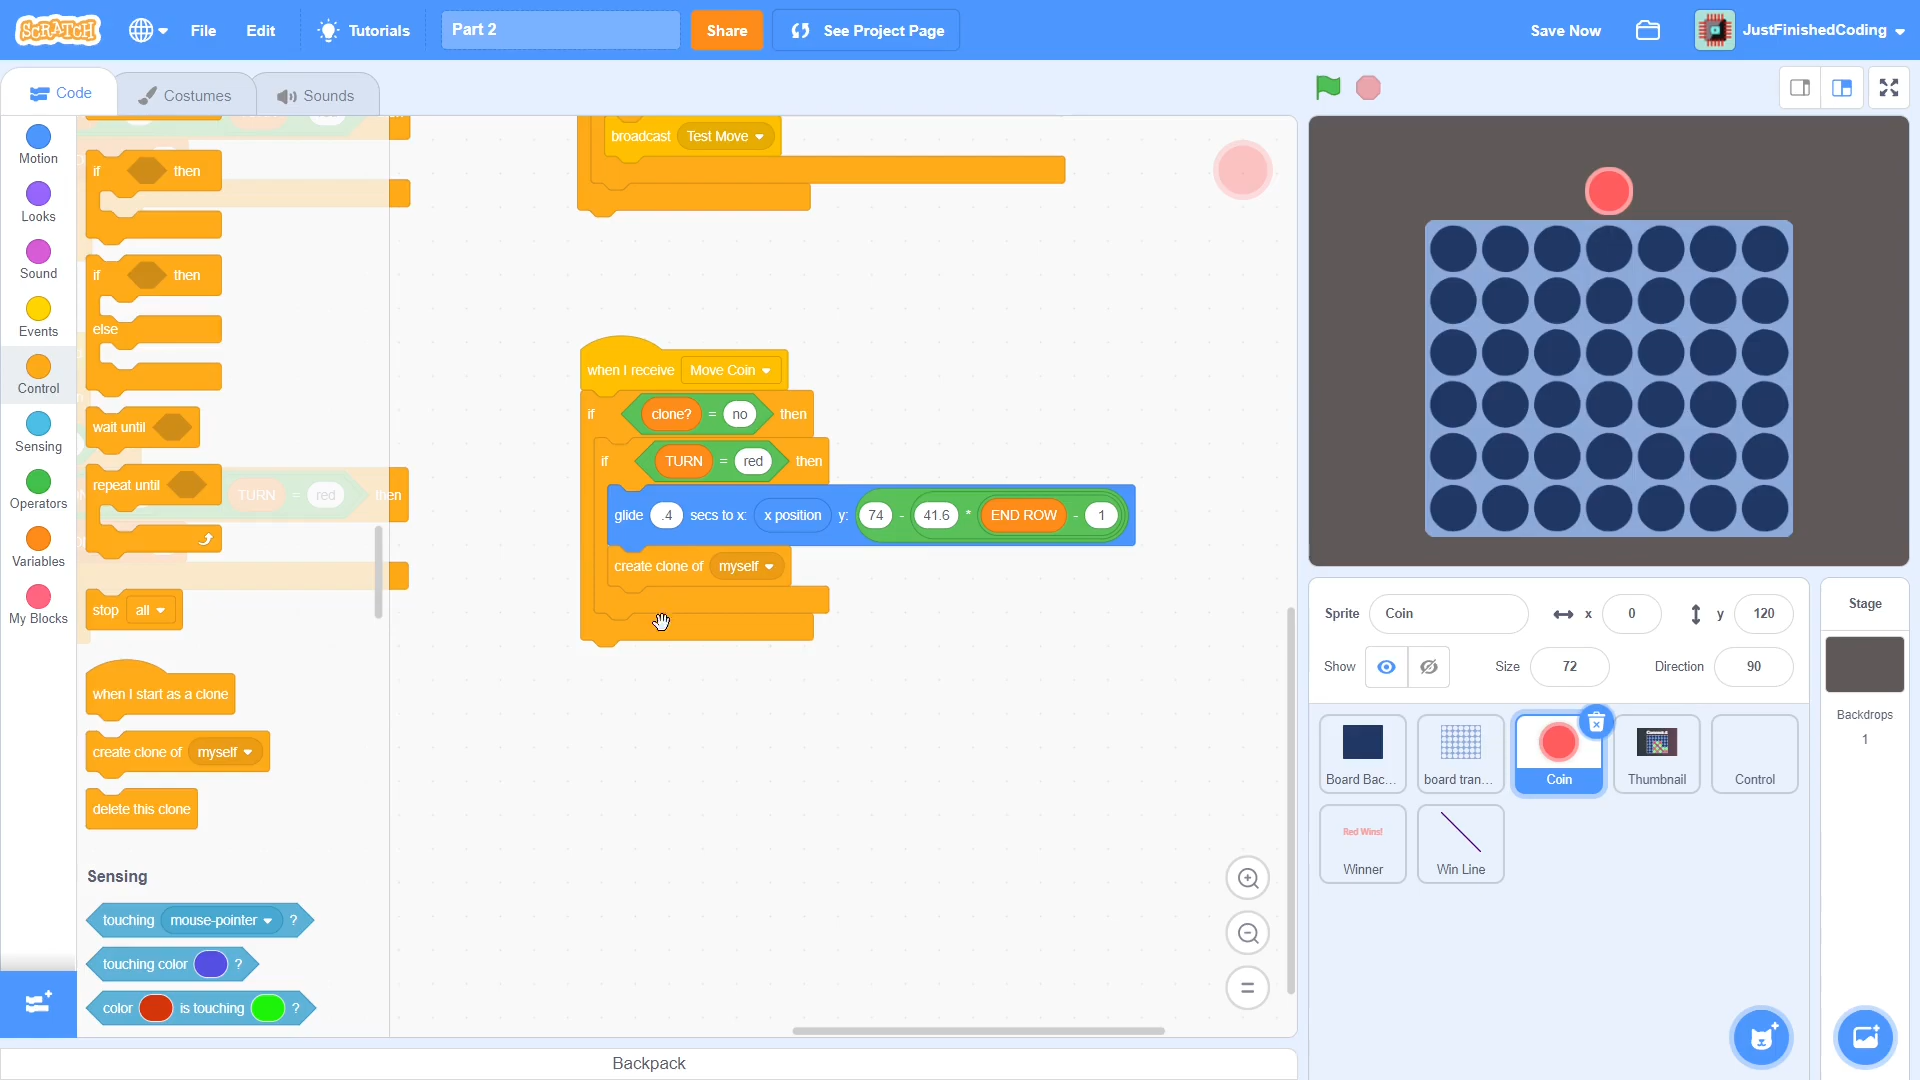 SCRATCH File Edit Tutorials Part 2 Share See Project Page Save Now JustFinishedCoding
Code Costumes Sounds
Motion
Looks
Sound
Events
Control
Sensing
Operators
Variables
My Blocks
if then
if then
else
wait until
repeat until
stop all
when I start as a clone
create clone of myself
delete this clone
Sensing
touching mouse-pointer ?
touching color ?
color is touching ?
TURN = red then
broadcast Test Move
when I receive Move Coin
if clone? = no then
if TURN = red then
glide .4 secs to x: x position y: 74 - 41.6 * END ROW - 1
create clone of myself
Backpack
Sprite Coin x 0 y 120
Show Size 72 Direction 90
Board Bac...
board tran...
Coin
Thumbnail
Control
Red Wins!
Winner
Win Line
Stage
Backdrops
1